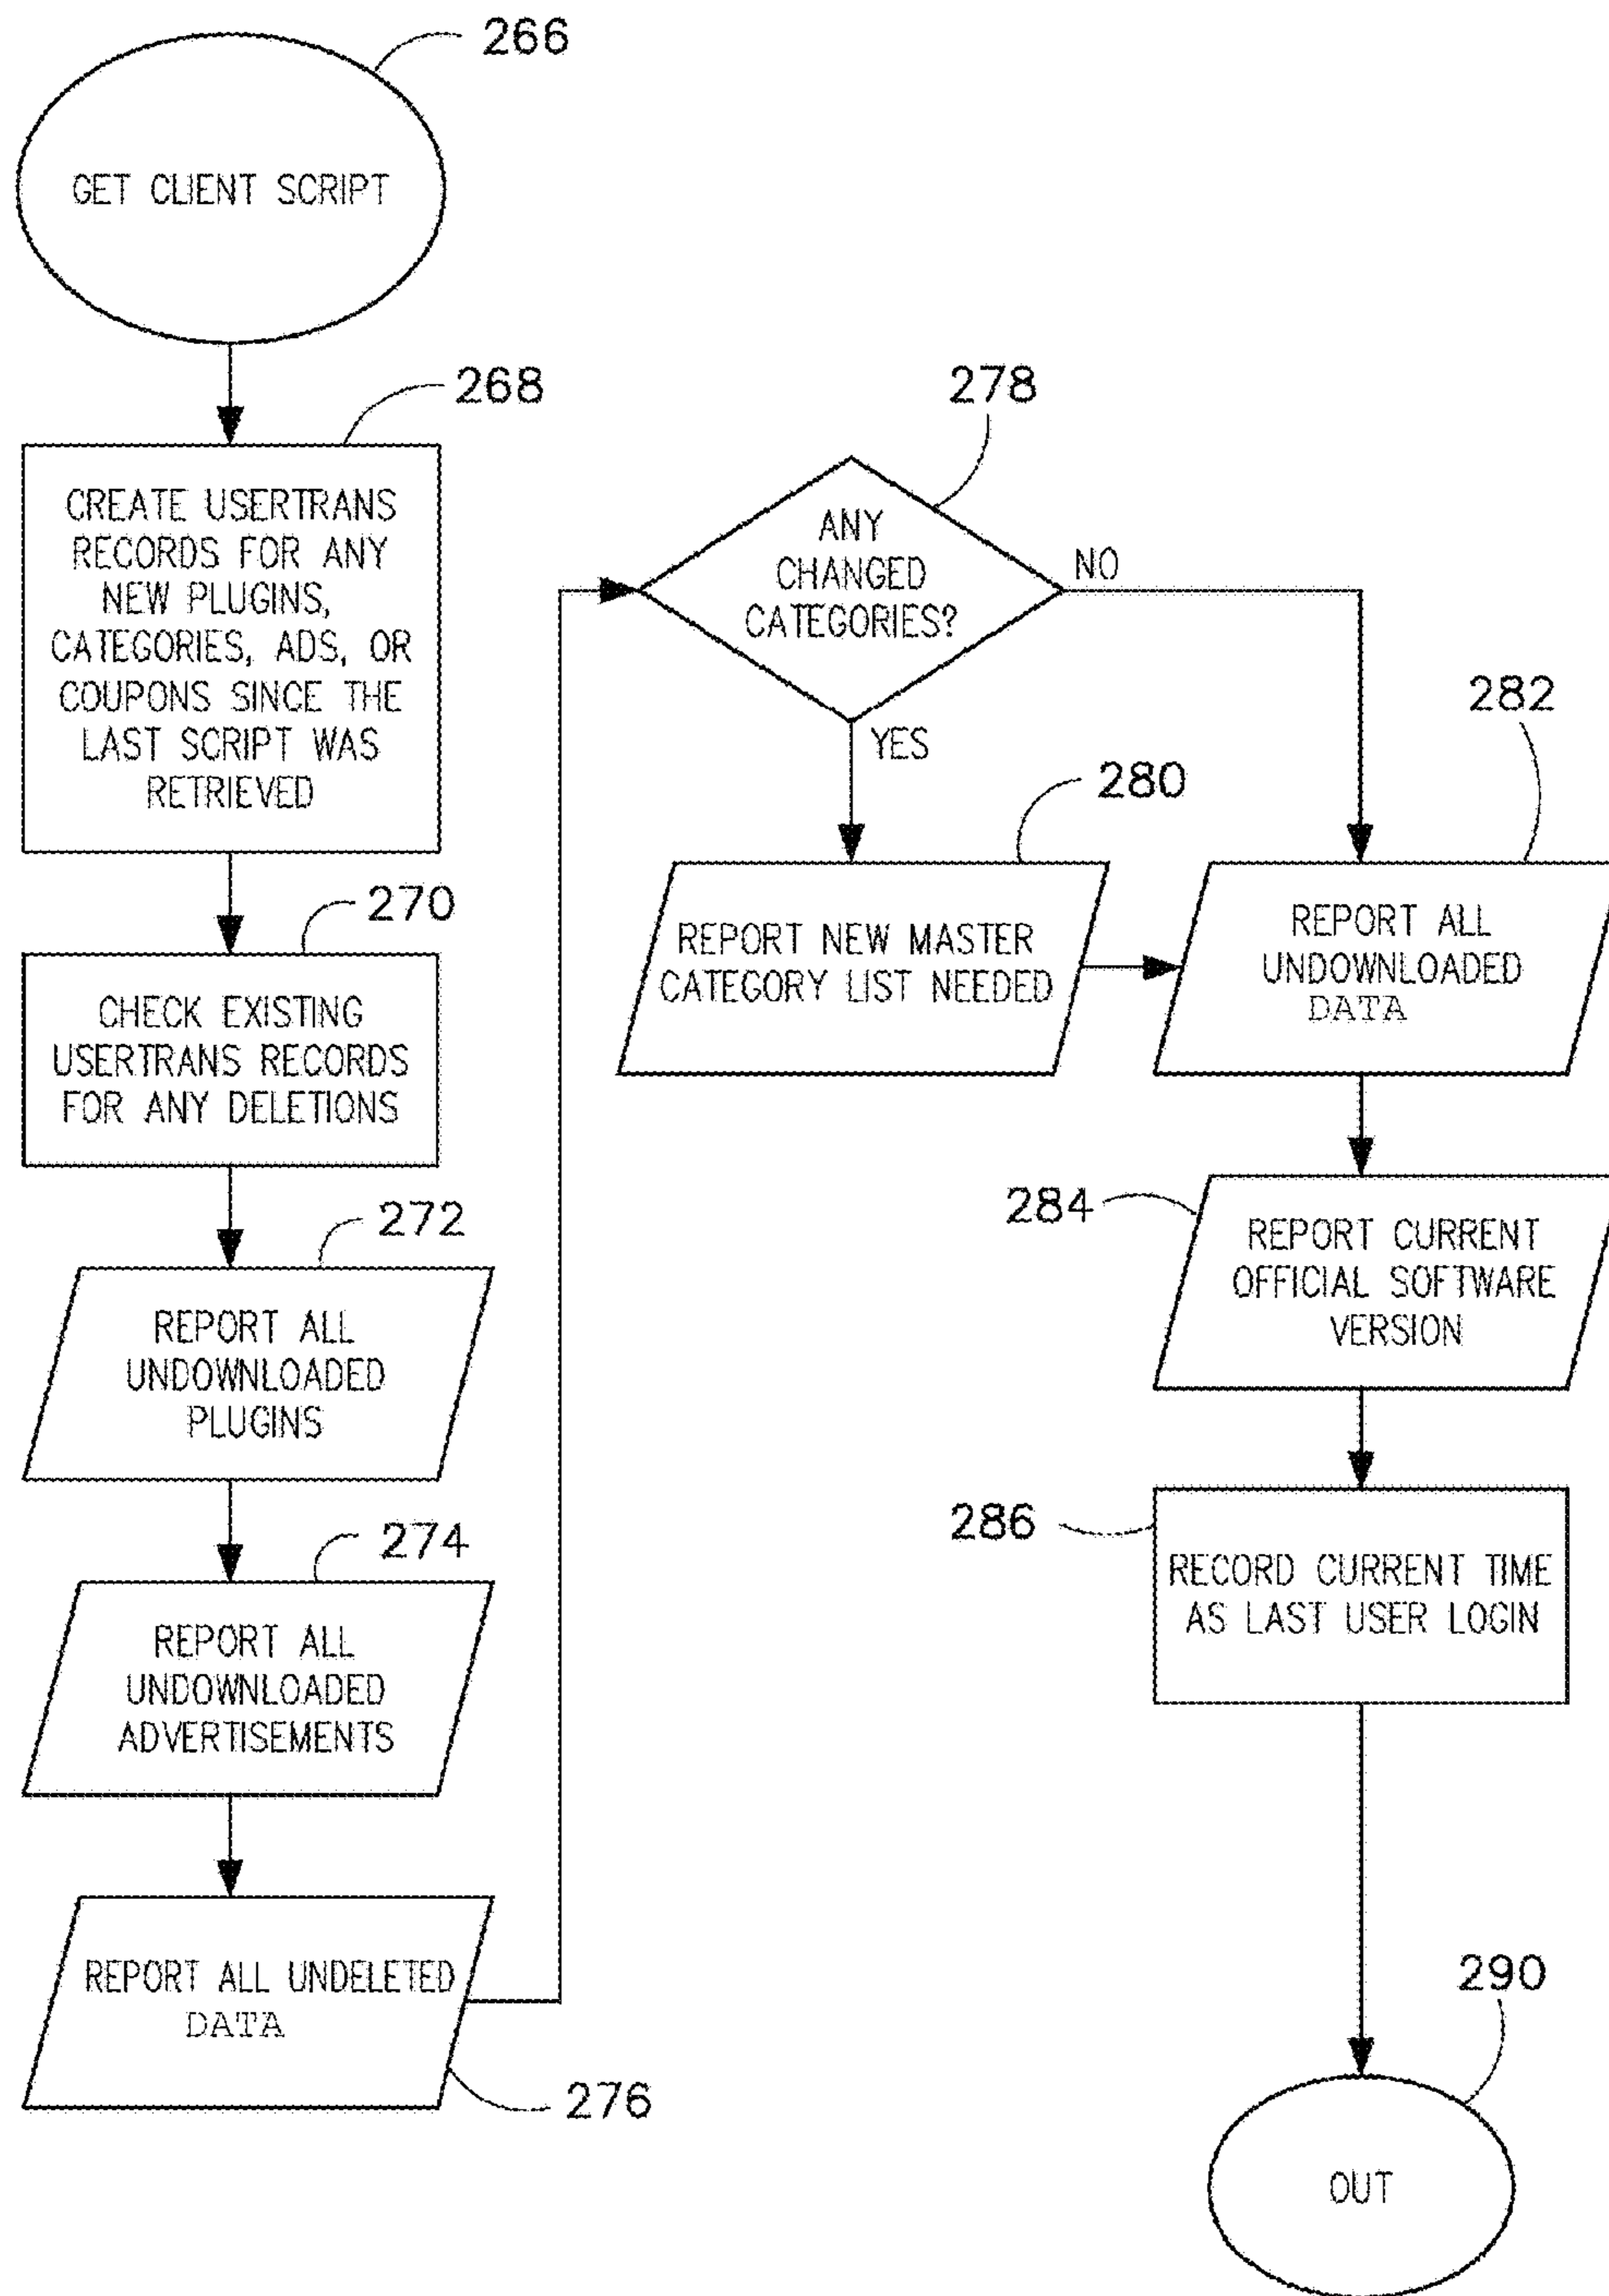 266
GET CLIENT SCRIPT
268
CREATE USERTRANS
RECORDS FOR ANY
NEW PLUGINS,
CATEGORIES, ADS, OR
COUPONS SINCE THE
LAST SCRIPT WAS
RETRIEVED
270
CHECK EXISTING
USERTRANS RECORDS
FOR ANY DELETIONS
272
REPORT ALL
UNDOWNLOADED
PLUGINS
274
REPORT ALL
UNDOWNLOADED
ADVERTISEMENTS
REPORT ALL UNDELETED
DATA
276
278
ANY
CHANGED
CATEGORIES?
NO
YES
280
REPORT NEW MASTER
CATEGORY LIST NEEDED
282
REPORT ALL
UNDOWNLOADED
DATA
284
REPORT CURRENT
OFFICIAL SOFTWARE
VERSION
286
RECORD CURRENT TIME
AS LAST USER LOGIN
290
OUT